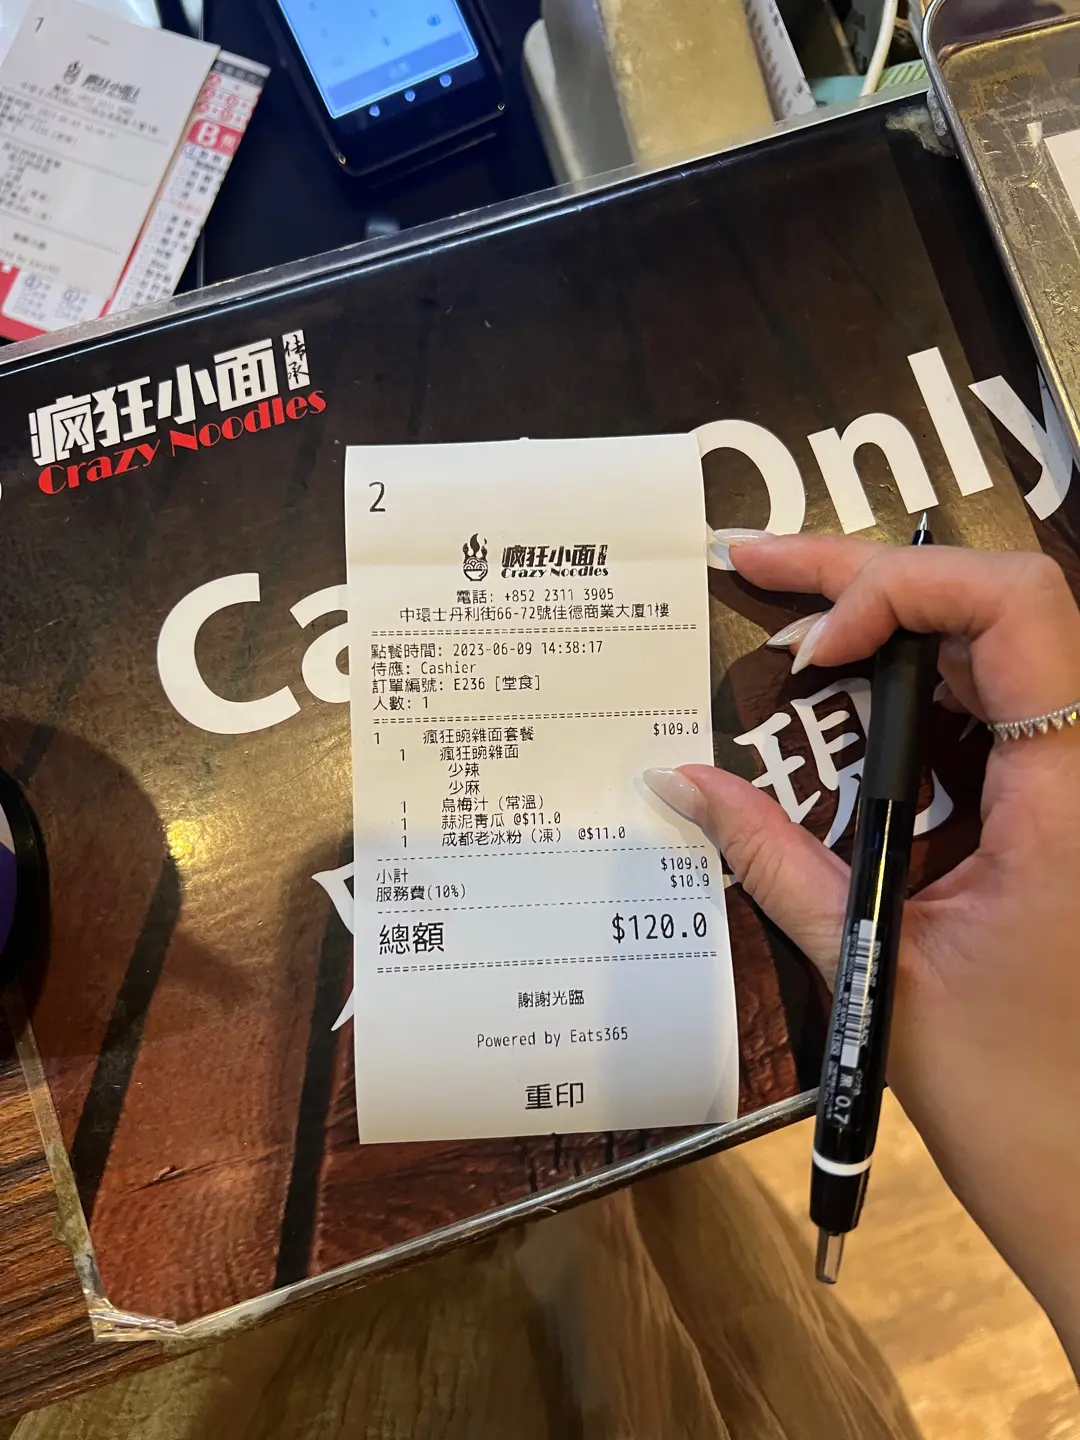 疯狂小面
传承
Crazy Noodles
Only
Ca
現
2
疯狂小面
Crazy Noodles
電話: +852 2311 3905
中環士丹利街66-72號佳德商業大廈1樓
點餐時間: 2023-06-09 14:38:17
侍應: Cashier
訂單編號: E236 [堂食]
人數: 1
1 瘋狂豌雜面套餐 $109.0
1 瘋狂豌雜面
少辣
少麻
1 烏梅汁 (常溫)
1 蒜泥青瓜 @$11.0
1 成都老冰粉 (凍) @$11.0
小計 $109.0
服務費(10%) $10.9
總額 $120.0
謝謝光臨
Powered by Eats365
重印
0.7